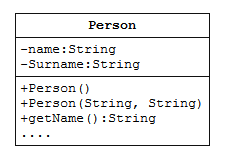 Person
-name:String
-Surname:String
+Person()
+Person(String, String)
+getName():String
....